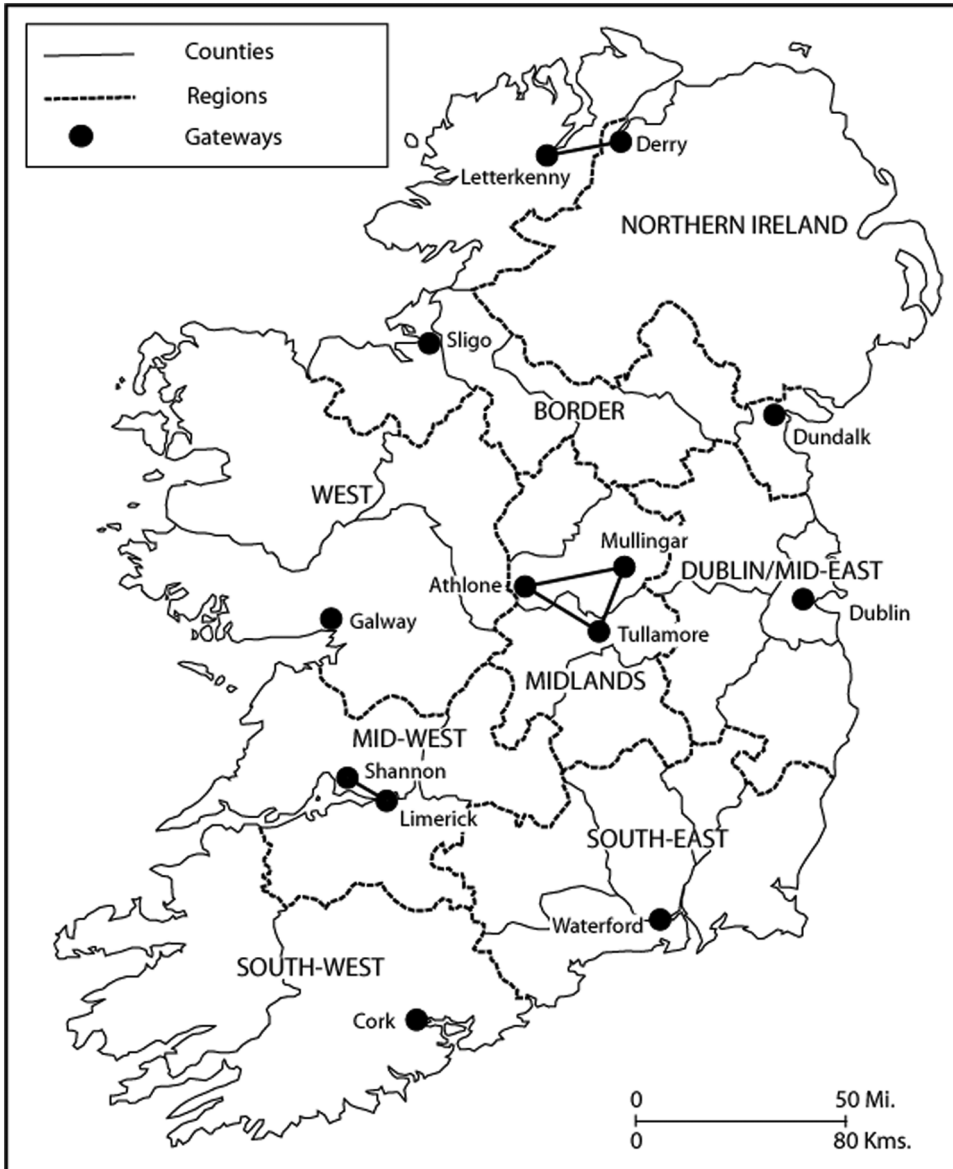 Counties
Regions
Gateways
Derry
Letterkenny
NORTHERN IRELAND
Sligo
BORDER
Dundalk
WEST
Mullingar
Athlone
DUBLIN/MID-EAST
Dublin
Galway
Tullamore
MIDLANDS
MID-WEST
Shannon
Limerick
SOUTH-EAST
Waterford
SOUTH-WEST
Cork
0 50 Mi.
0 80 Kms.